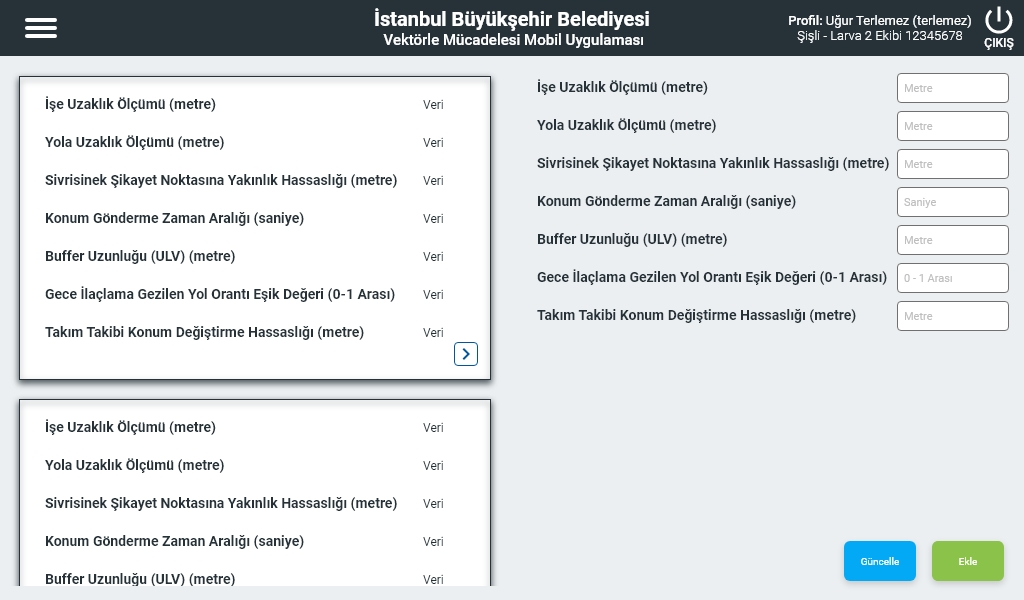 İstanbul Büyükşehir Belediyesi
Vektörle Mücadelesi Mobil Uygulaması
Profil: Uğur Terlemez (terlemez)
Şişli - Larva 2 Ekibi 12345678
ÇIKIŞ
İşe Uzaklık Ölçümü (metre) Veri
Yola Uzaklık Ölçümü (metre) Veri
Sivrisinek Şikayet Noktasına Yakınlık Hassaslığı (metre) Veri
Konum Gönderme Zaman Aralığı (saniye) Veri
Buffer Uzunluğu (ULV) (metre) Veri
Gece İlaçlama Gezilen Yol Orantı Eşik Değeri (0-1 Arası) Veri
Takım Takibi Konum Değiştirme Hassaslığı (metre) Veri
İşe Uzaklık Ölçümü (metre) Veri
Yola Uzaklık Ölçümü (metre) Veri
Sivrisinek Şikayet Noktasına Yakınlık Hassaslığı (metre) Veri
Konum Gönderme Zaman Aralığı (saniye) Veri
Buffer Uzunluğu (ULV) (metre) Veri
İşe Uzaklık Ölçümü (metre) Metre
Yola Uzaklık Ölçümü (metre) Metre
Sivrisinek Şikayet Noktasına Yakınlık Hassaslığı (metre) Metre
Konum Gönderme Zaman Aralığı (saniye) Saniye
Buffer Uzunluğu (ULV) (metre) Metre
Gece İlaçlama Gezilen Yol Orantı Eşik Değeri (0-1 Arası) 0 - 1 Arası
Takım Takibi Konum Değiştirme Hassaslığı (metre) Metre
Güncelle
Ekle